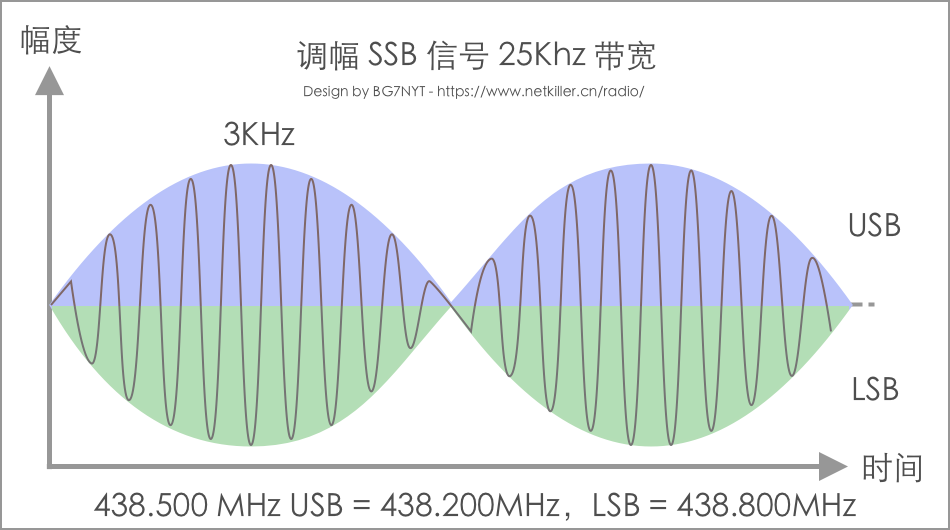 幅度
调幅 SSB 信号 25Khz 带宽
Design by BG7NYT - https://www.netkiller.cn/radio/
3KHz
USB
LSB
时间
438.500 MHz USB = 438.200MHz，LSB = 438.800MHz